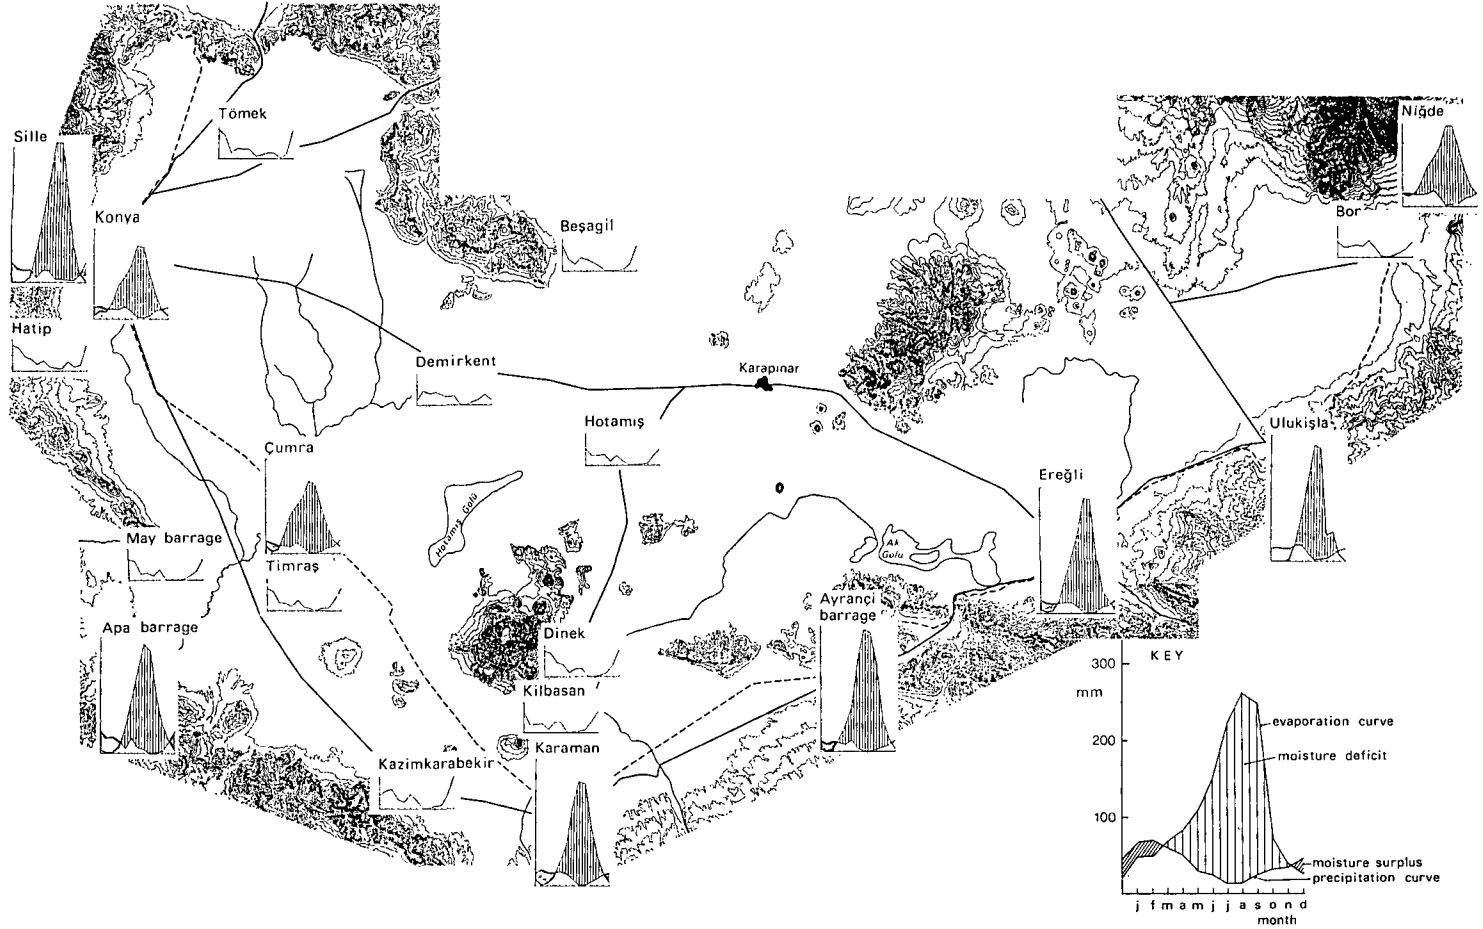 Tömek
Sille
Niğde
Konya
Beşagil
Bor
Hatip
Demirkent
Karapınar
Hotamış
Ulukışla
Çumra
Ereğli
Hotamış Gölü
May barrage
Ak
Gölü
Timraş
Ayrançi
barrage
Apa barrage
Dinek
Kilbasan
Karaman
Kazimkarabekir
KEY
300
mm
200
100
evaporation curve
moisture deficit
moisture surplus
precipitation curve
j f m a m j j a s o n d
month